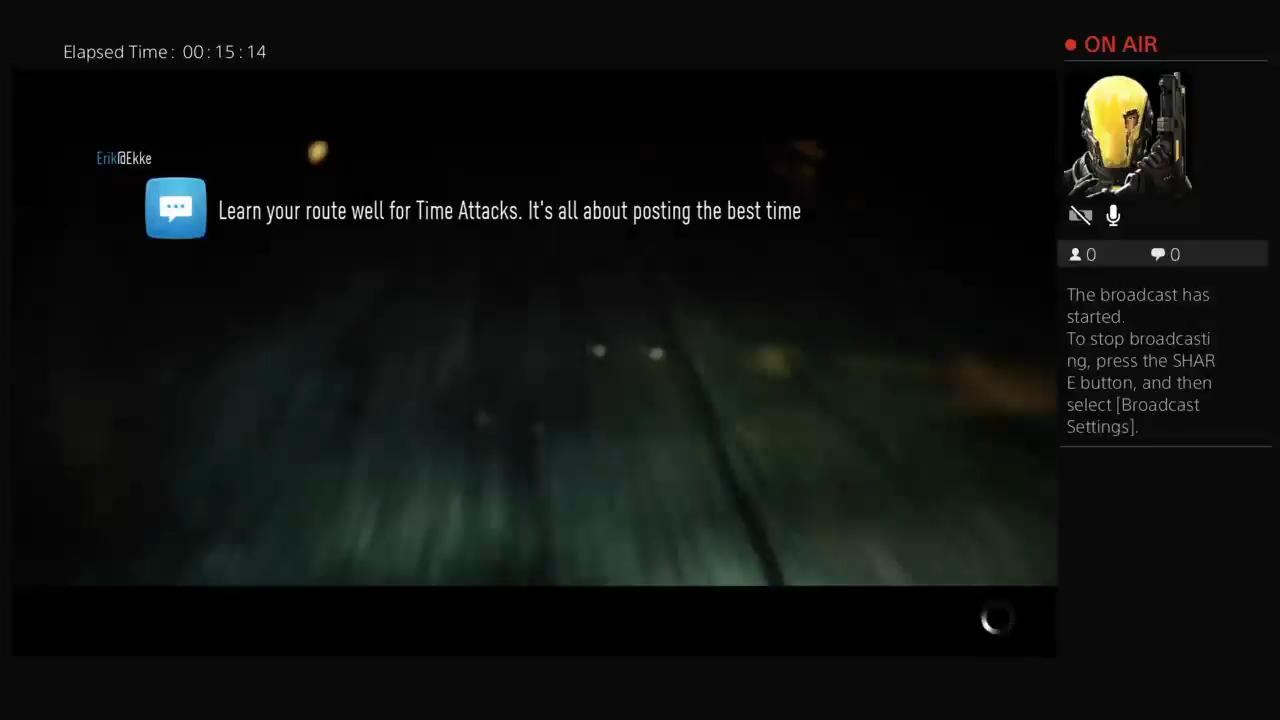 Elapsed Time: 00:15:14
ON AIR
Erik@Ekke
Learn your route well for Time Attacks. It's all about posting the best time
0
0
The broadcast has
started.
To stop broadcasti
ng, press the SHAR
E button, and then
select [Broadcast
Settings].